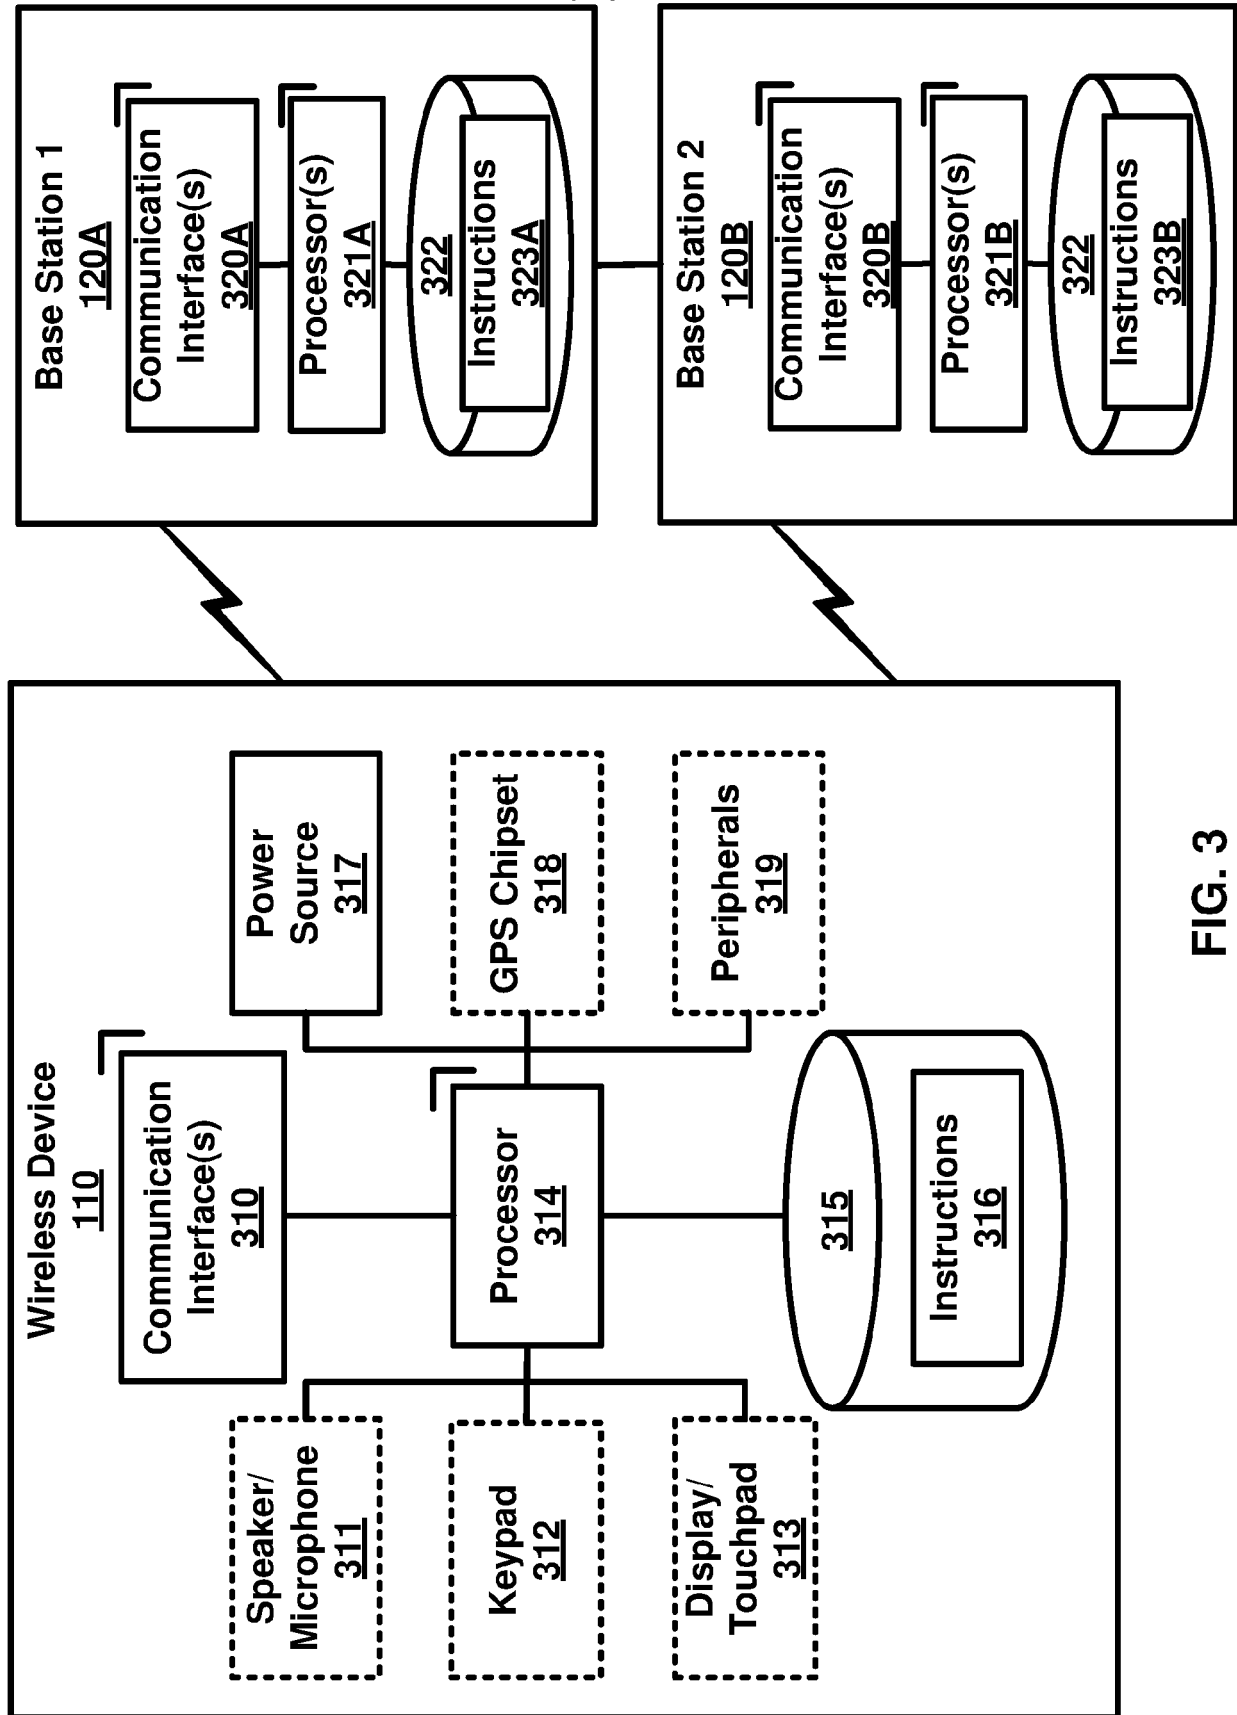 Wireless Device
110
Communication
Interface(s)
310
Speaker/
Microphone
311
Power
Source
317
Keypad
312
Processor
314
GPS Chipset
318
Display/
Touchpad
313
Peripherals
319
315
Instructions
316
Base Station 1
120A
Communication
Interface(s)
320A
Processor(s)
321A
322
Instructions
323A
Base Station 2
120B
Communication
Interface(s)
320B
Processor(s)
321B
322
Instructions
323B
FIG. 3